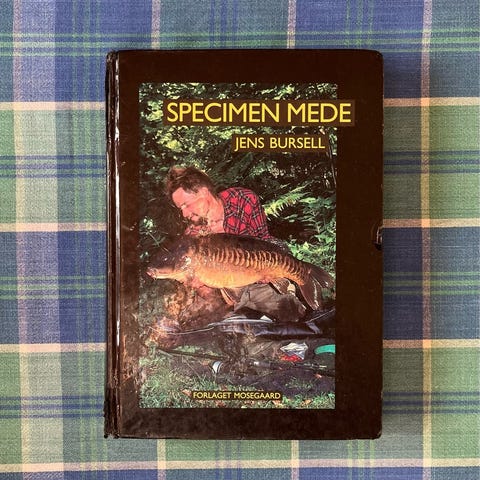 SPECIMEN MEDE
JENS BURSELL
FORLAGET MOSEGAARD